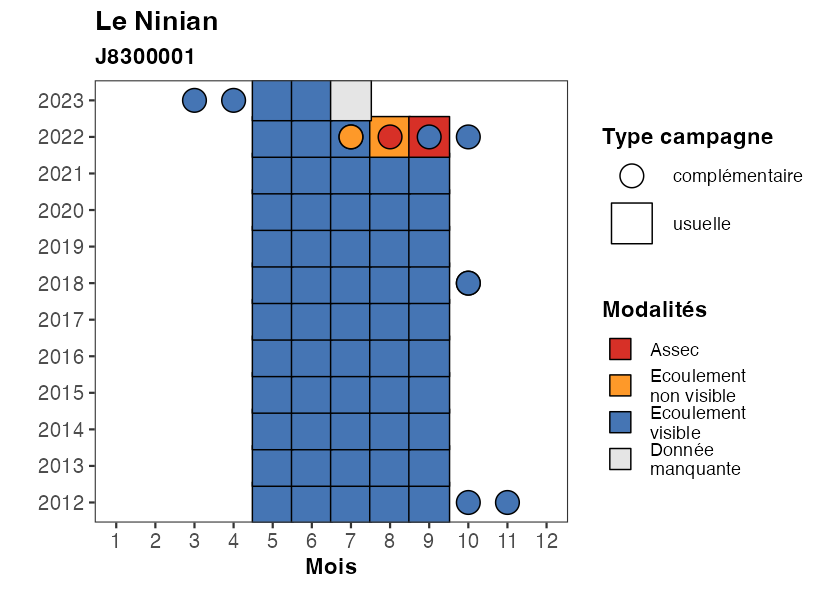 Le Ninian
J8300001
2023
2022
2021
2020
2019
2018
2017
2016
2015
2014
2013
2012
1 2 3 4 5 6 7 8 9 10 11 12
Mois
Type campagne
complémentaire
usuelle
Modalités
Assec
Ecoulement
non visible
Ecoulement
visible
Donnée
manquante